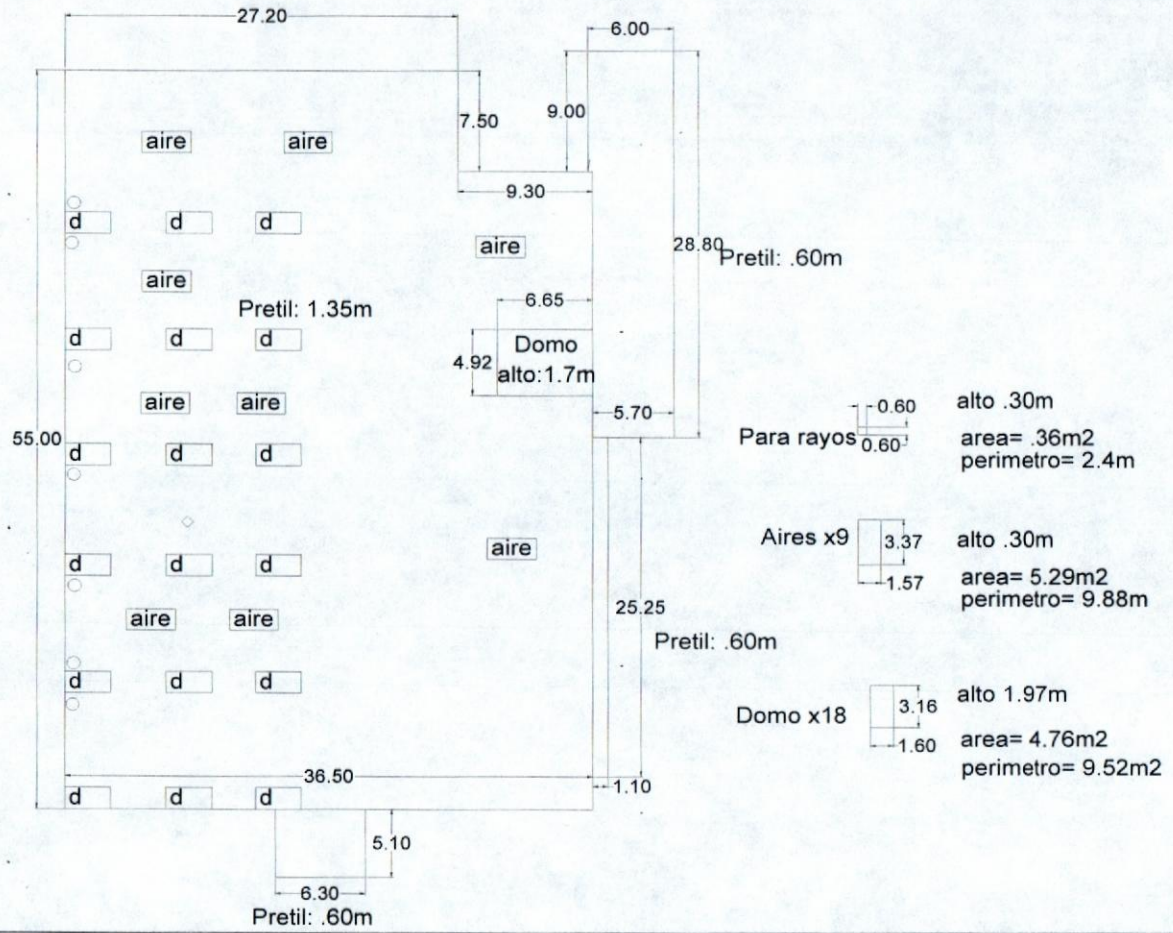 27.20
6.00
9.00
7.50
aire
aire
9.30
d
d
d
aire
28.80
Pretil: .60m
aire
6.65
Pretil: 1.35m
d
d
d
4.92
Domo
alto:1.7m
aire
aire
5.70
0.60
alto .30m
55.00
Para rayos
0.60
area= .36m2
perimetro= 2.4m
d
d
d
Aires x9
3.37
alto .30m
aire
1.57
area= 5.29m2
perimetro= 9.88m
d
d
d
25.25
aire
aire
Pretil: .60m
d
d
d
Domo x18
3.16
alto 1.97m
1.60
area= 4.76m2
perimetro= 9.52m2
36.50
1.10
d
d
d
5.10
6.30
Pretil: .60m